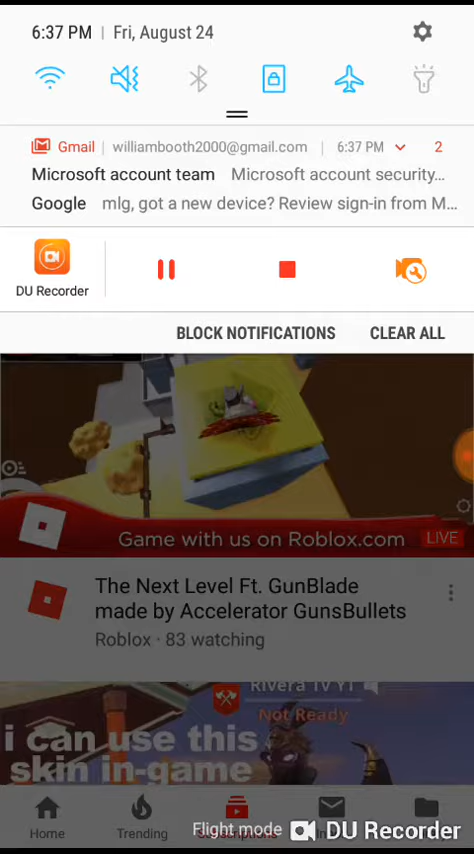 6:37 PM | Fri, August 24
Gmail | williambooth2000@gmail.com | 6:37 PM 2
Microsoft account team Microsoft account security...
Google mlg, got a new device? Review sign-in from M...
DU Recorder
BLOCK NOTIFICATIONS CLEAR ALL
Game with us on Roblox.com LIVE
The Next Level Ft. GunBlade
made by Accelerator GunsBullets
Roblox · 83 watching
Rivera TV YT
Not Ready
i can use this
skin in-game
Home Trending Subscriptions
Flight mode DU Recorder